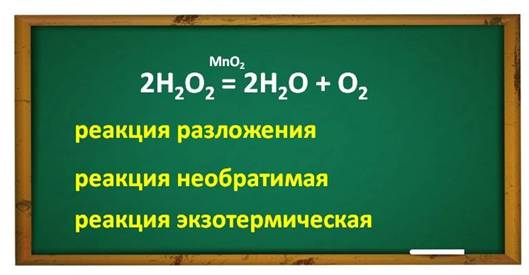 MnO₂
2H₂O₂ = 2H₂O + O₂
реакция разложения
реакция необратимая
реакция экзотермическая